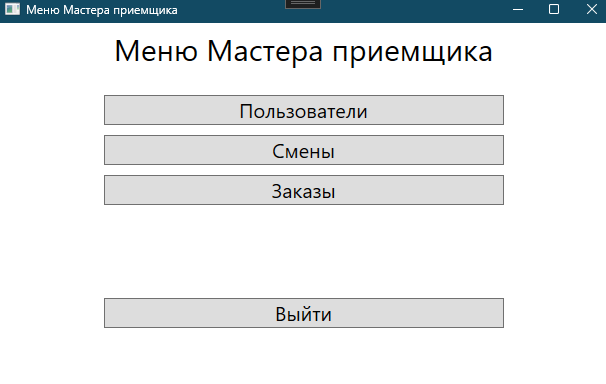 Меню Мастера приемщика
Меню Мастера приемщика
Пользователи
Смены
Заказы
Выйти